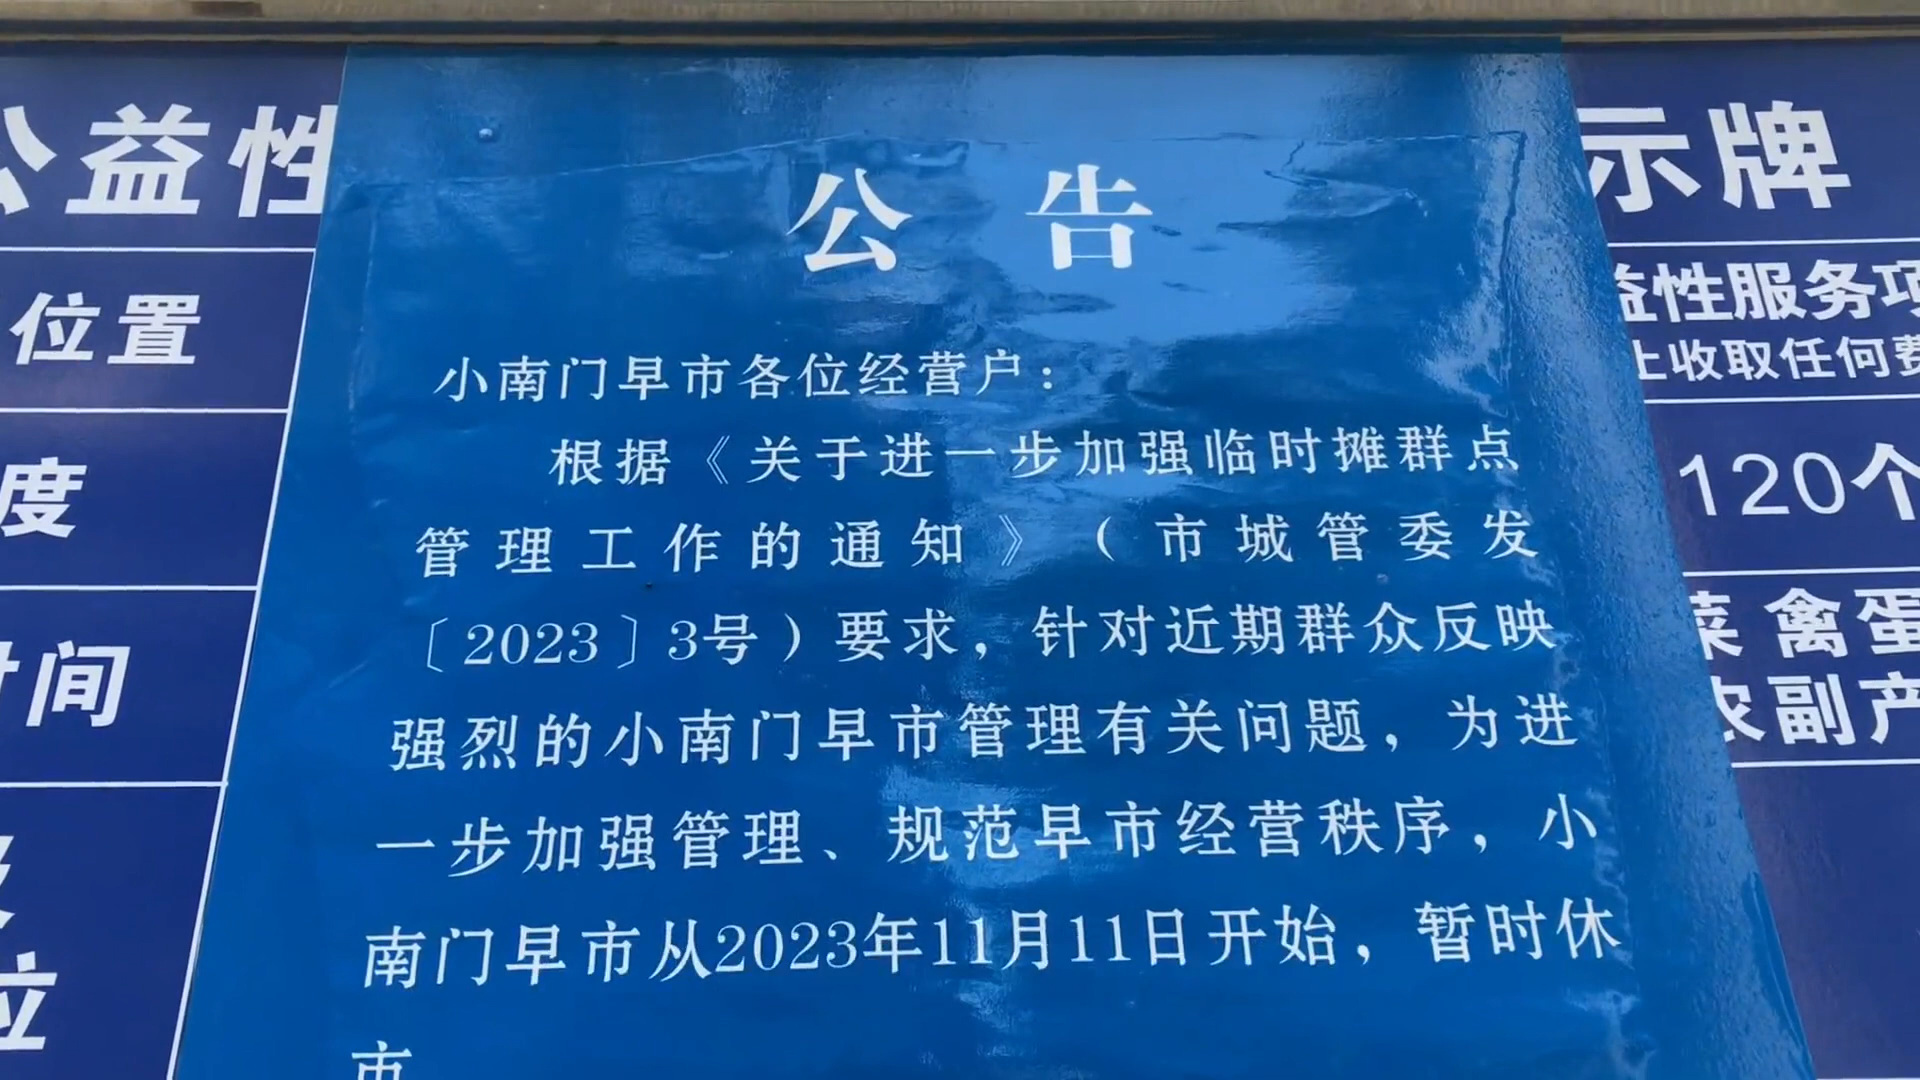 公益性
示牌
位置
益性服务项
上收取任何费
度
120个
时间
菜 禽蛋
农副产
位
公 告
小南门早市各位经营户：
根据《关于进一步加强临时摊群点
管理工作的通知》（市城管委发
〔2023〕3号）要求，针对近期群众反映
强烈的小南门早市管理有关问题，为进
一步加强管理、规范早市经营秩序，小
南门早市从2023年11月11日开始，暂时休
市